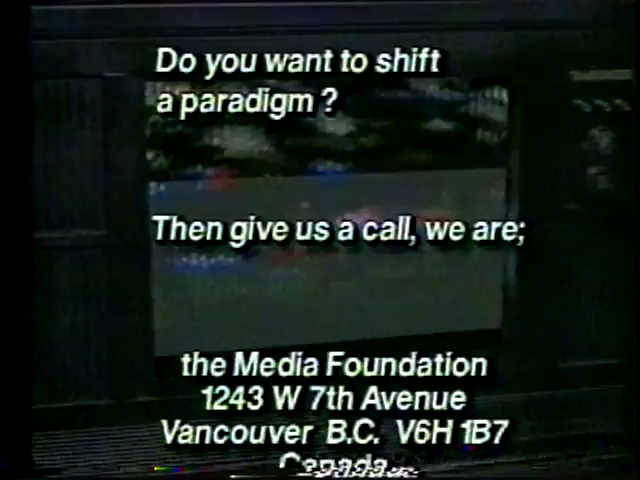 Do you want to shift
a paradigm ?
Then give us a call, we are;
the Media Foundation
1243 W 7th Avenue
Vancouver B.C. V6H 1B7
Canada